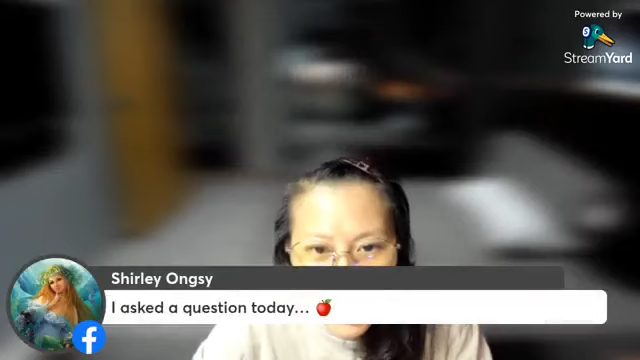 Powered by
StreamYard
Shirley Ongsy
I asked a question today... 🍎